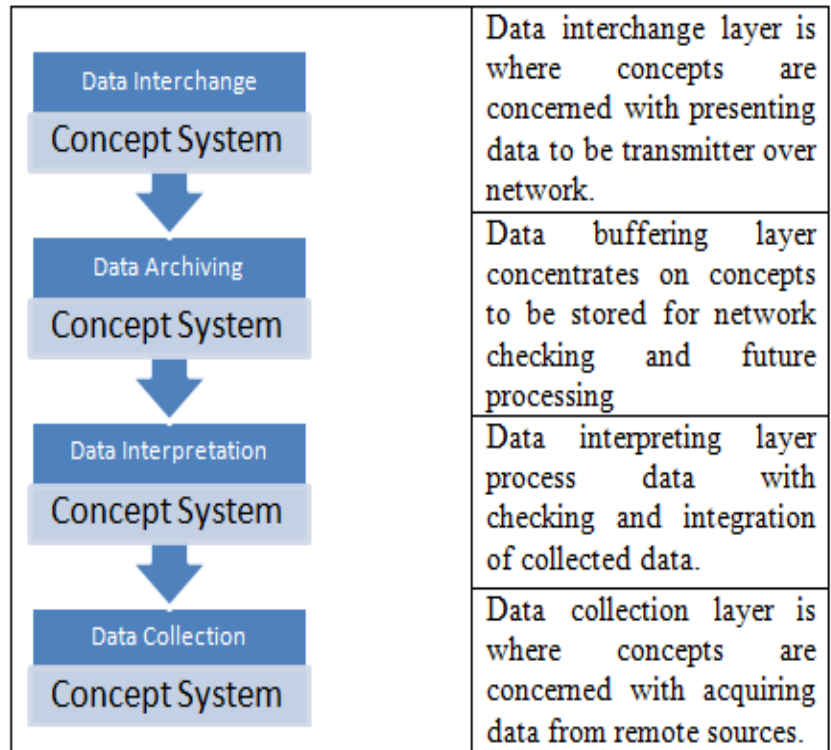 Data Interchange
Concept System
Data interchange layer is
where concepts are
concerned with presenting
data to be transmitter over
network.
Data Archiving
Concept System
Data buffering layer
concentrates on concepts
to be stored for network
checking and future
processing
Data Interpretation
Concept System
Data interpreting layer
process data with
checking and integration
of collected data.
Data Collection
Concept System
Data collection layer is
where concepts are
concerned with acquiring
data from remote sources.